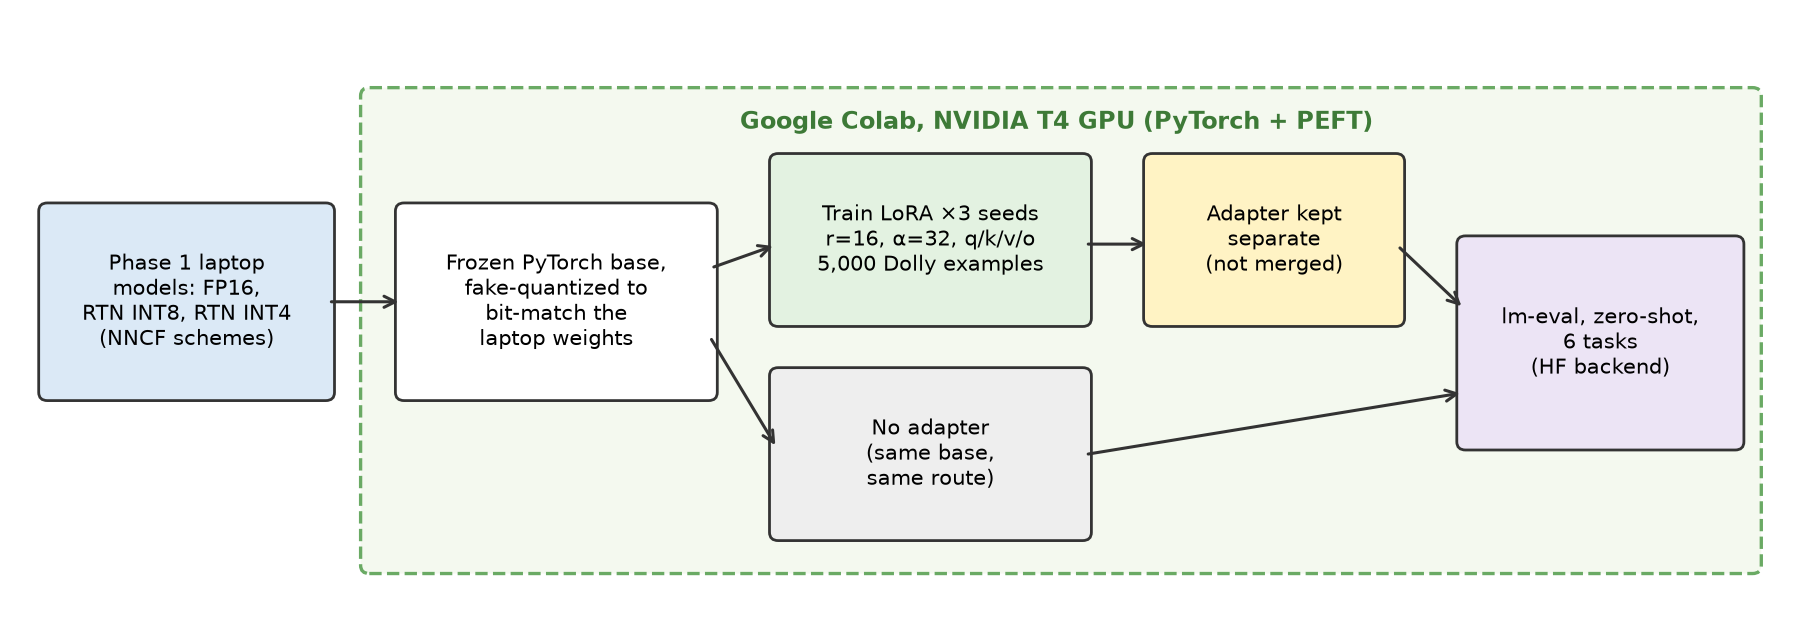 Google Colab, NVIDIA T4 GPU (PyTorch + PEFT)
Phase 1 laptop
models: FP16,
RTN INT8, RTN INT4
(NNCF schemes)
Frozen PyTorch base,
fake-quantized to
bit-match the
laptop weights
Train LoRA ×3 seeds
r=16, α=32, q/k/v/o
5,000 Dolly examples
Adapter kept
separate
(not merged)
No adapter
(same base,
same route)
lm-eval, zero-shot,
6 tasks
(HF backend)